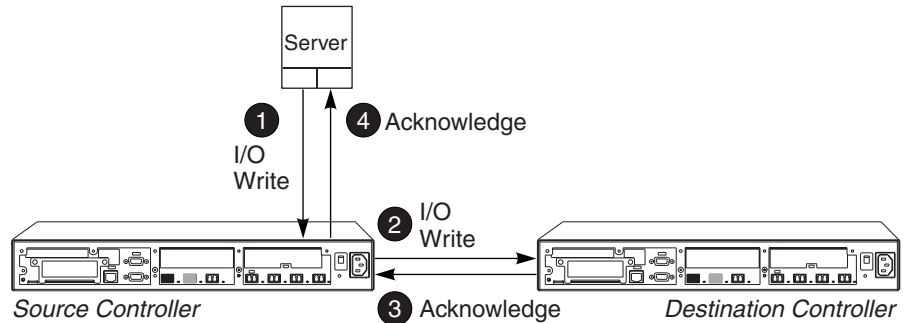 Server
1
I/O
Write
4 Acknowledge
2 I/O
Write
3 Acknowledge
Source Controller
Destination Controller